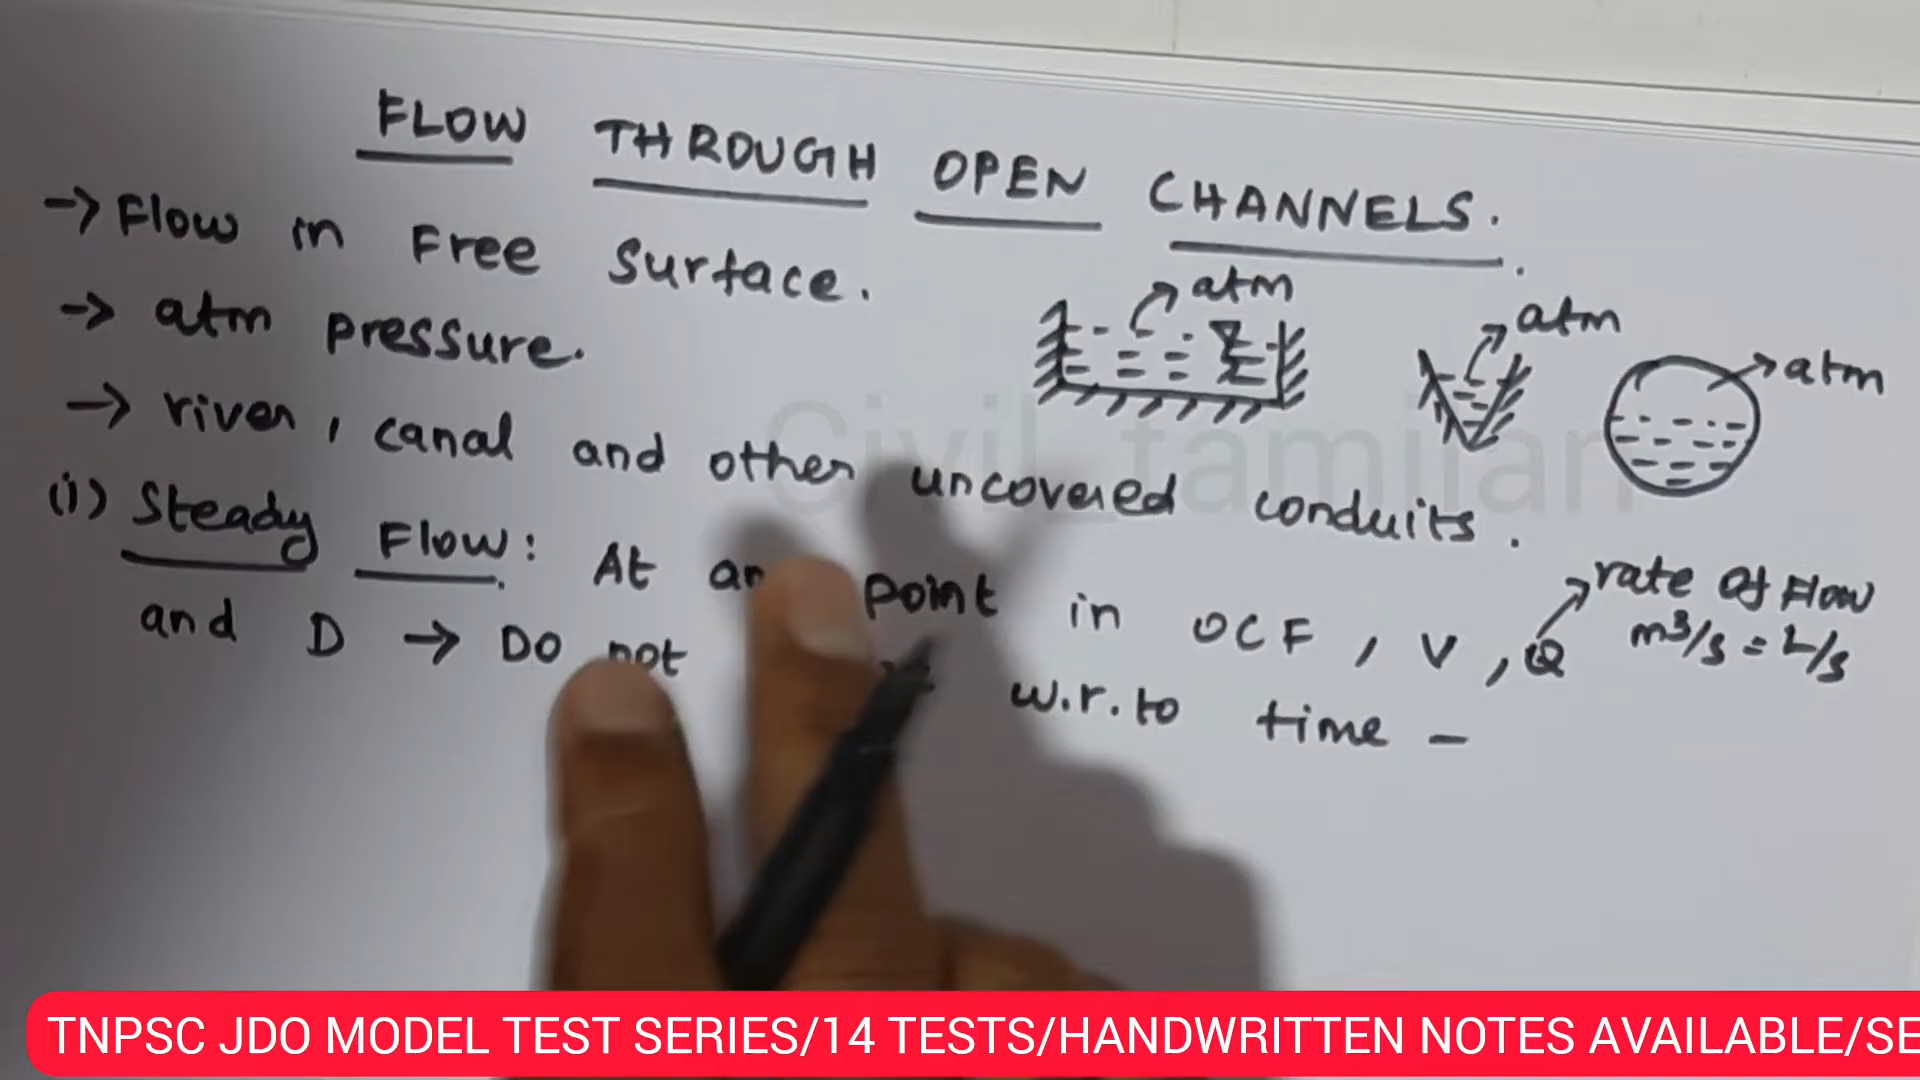 FLOW THROUGH OPEN CHANNELS.
→ Flow in Free Surface.
atm
atm
atm
→ atm pressure.
→ river, canal and other uncovered conduits.
(i) Steady Flow: At point in OCF, V, Q
rate of Flow
m³/s = L/s
and D → Do not w.r.to time -
Civil_tamilan
TNPSC JDO MODEL TEST SERIES/14 TESTS/HANDWRITTEN NOTES AVAILABLE/SE